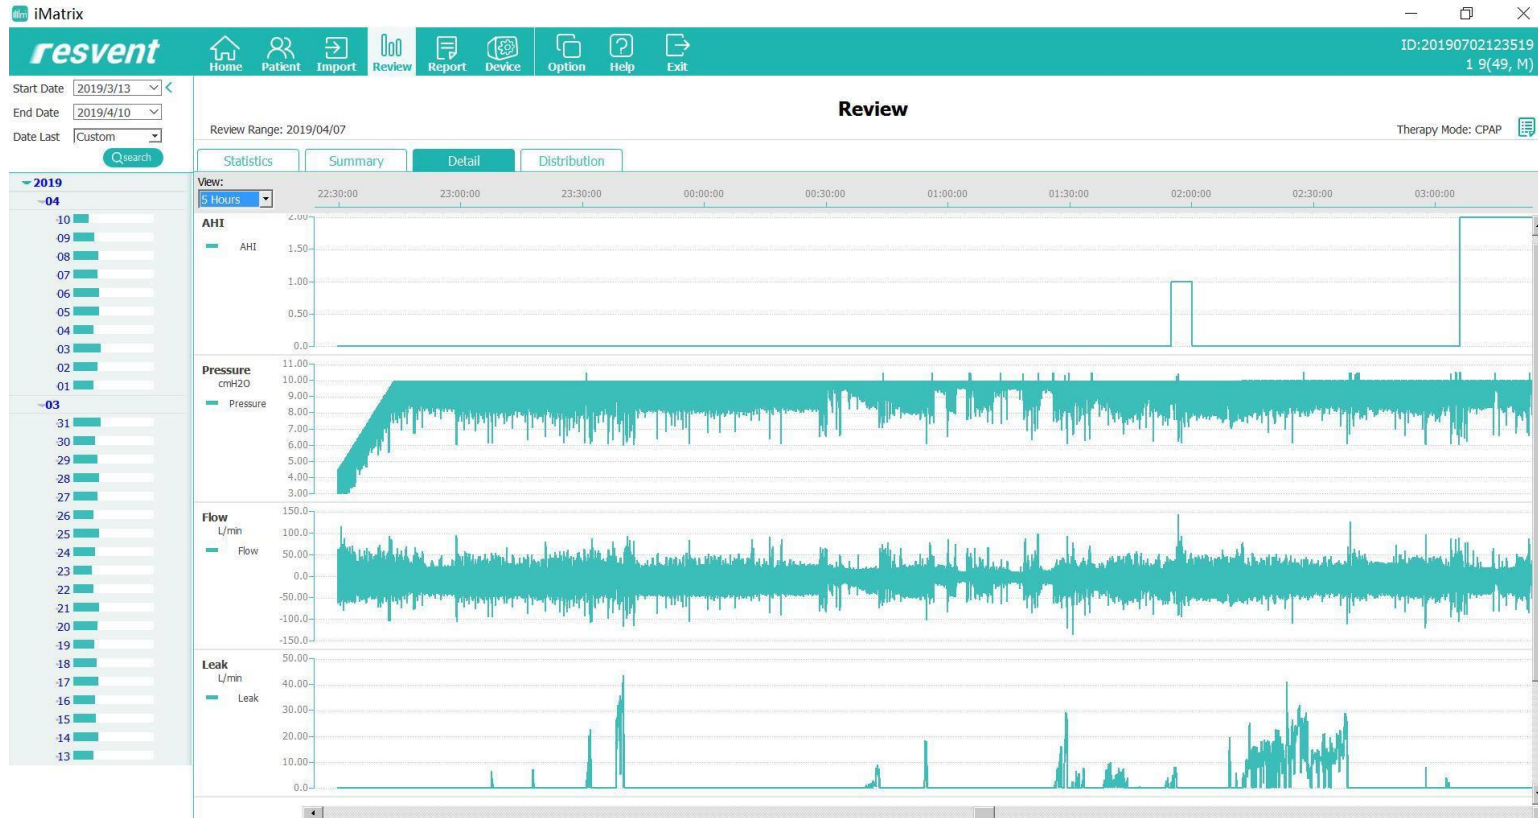 iMatrix
resvent
Home Patient Import Review Report Device Option Help Exit
ID:20190702123519
1 9(49, M)
Start Date 2019/3/13
End Date 2019/4/10
Date Last Custom
search
Review
Review Range: 2019/04/07
Therapy Mode: CPAP
Statistics Summary Detail Distribution
2019
04
10
09
08
07
06
05
04
03
02
01
03
31
30
29
28
27
26
25
24
23
22
21
20
19
18
17
16
15
14
13
View:
5 Hours
22:30:00 23:00:00 23:30:00 00:00:00 00:30:00 01:00:00 01:30:00 02:00:00 02:30:00 03:00:00
AHI
AHI
2.00
1.50
1.00
0.50
0.0
Pressure
cmH2O
Pressure
11.00
10.00
9.00
8.00
7.00
6.00
5.00
4.00
3.00
Flow
L/min
Flow
150.0
100.0
50.00
0.0
-50.00
-100.0
-150.0
Leak
L/min
Leak
50.00
40.00
30.00
20.00
10.00
0.0